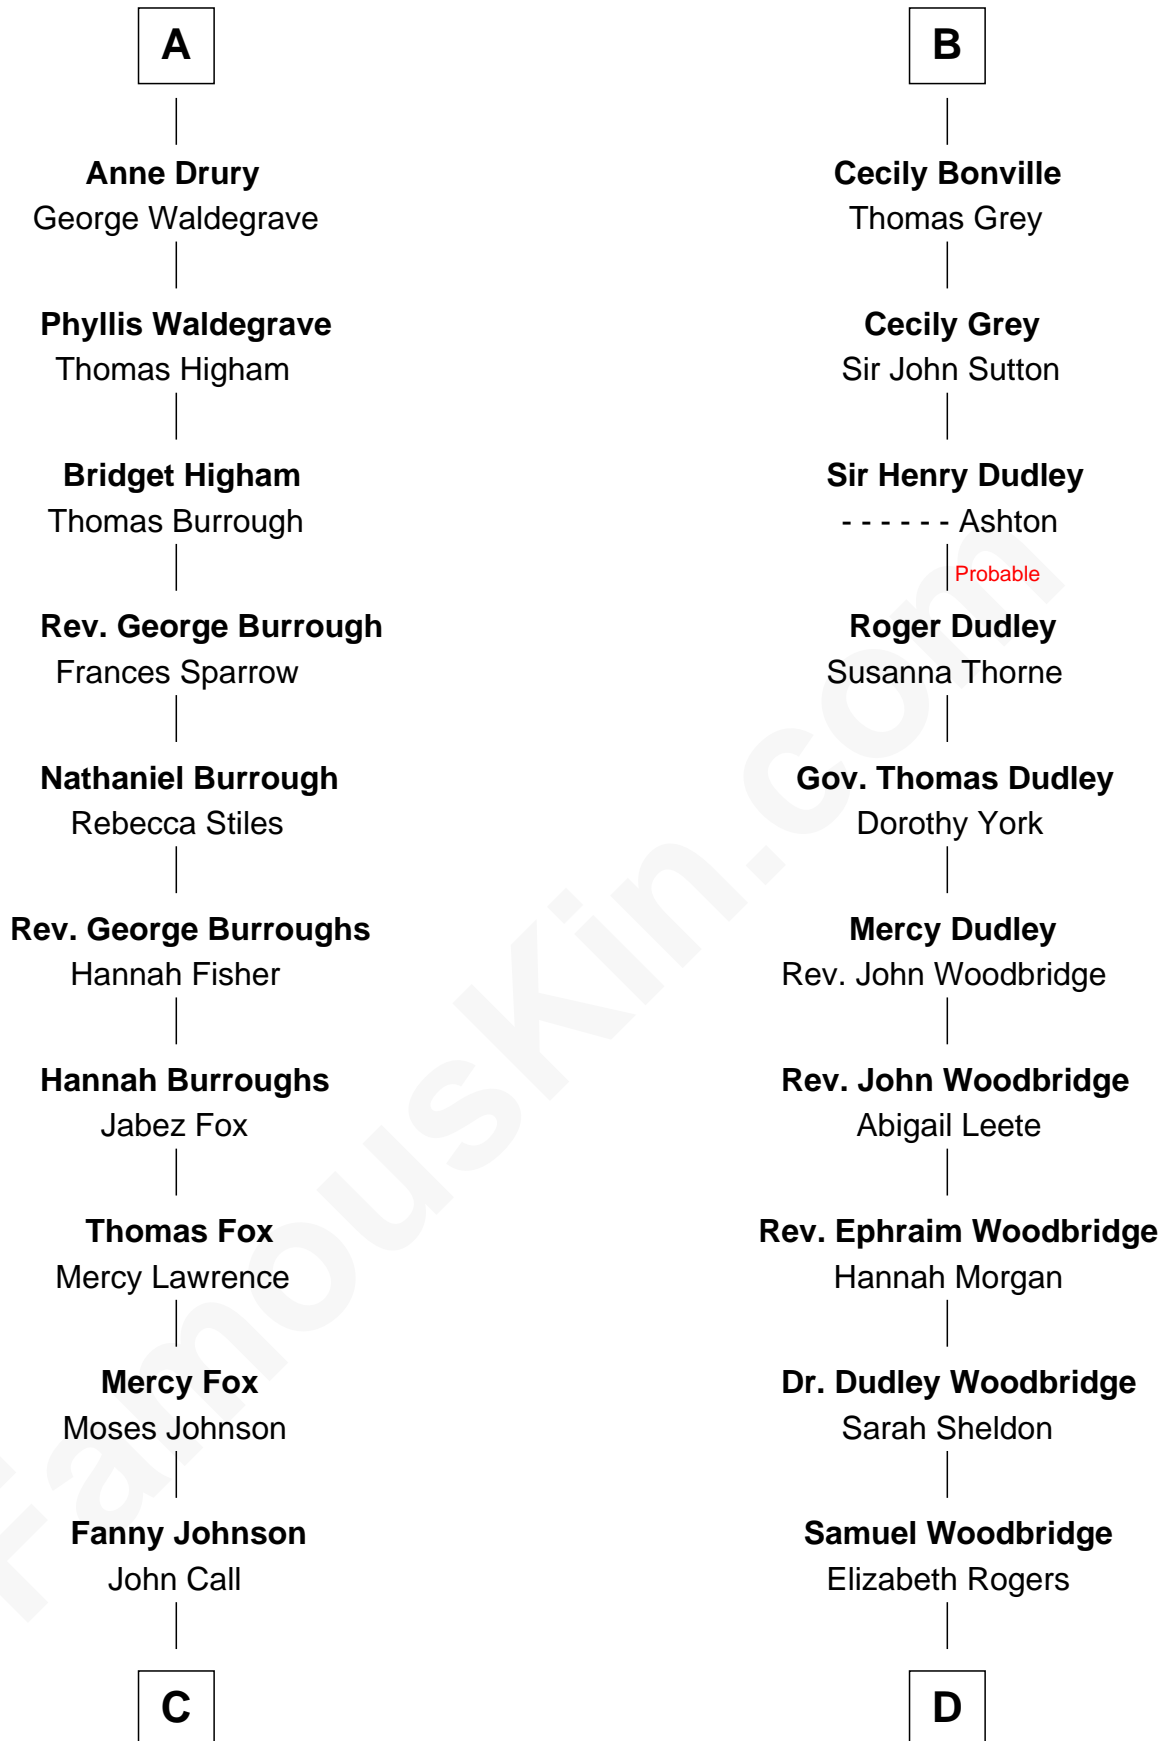 A
Anne Drury
George Waldegrave
Phyllis Waldegrave
Thomas Higham
Bridget Higham
Thomas Burrough
Rev. George Burrough
Frances Sparrow
Nathaniel Burrough
Rebecca Stiles
Rev. George Burroughs
Hannah Fisher
Hannah Burroughs
Jabez Fox
Thomas Fox
Mercy Lawrence
Mercy Fox
Moses Johnson
Fanny Johnson
John Call
C
B
Cecily Bonville
Thomas Grey
Cecily Grey
Sir John Sutton
Sir Henry Dudley
- - - - - - Ashton
Probable
Roger Dudley
Susanna Thorne
Gov. Thomas Dudley
Dorothy York
Mercy Dudley
Rev. John Woodbridge
Rev. John Woodbridge
Abigail Leete
Rev. Ephraim Woodbridge
Hannah Morgan
Dr. Dudley Woodbridge
Sarah Sheldon
Samuel Woodbridge
Elizabeth Rogers
D
FamousKin.com